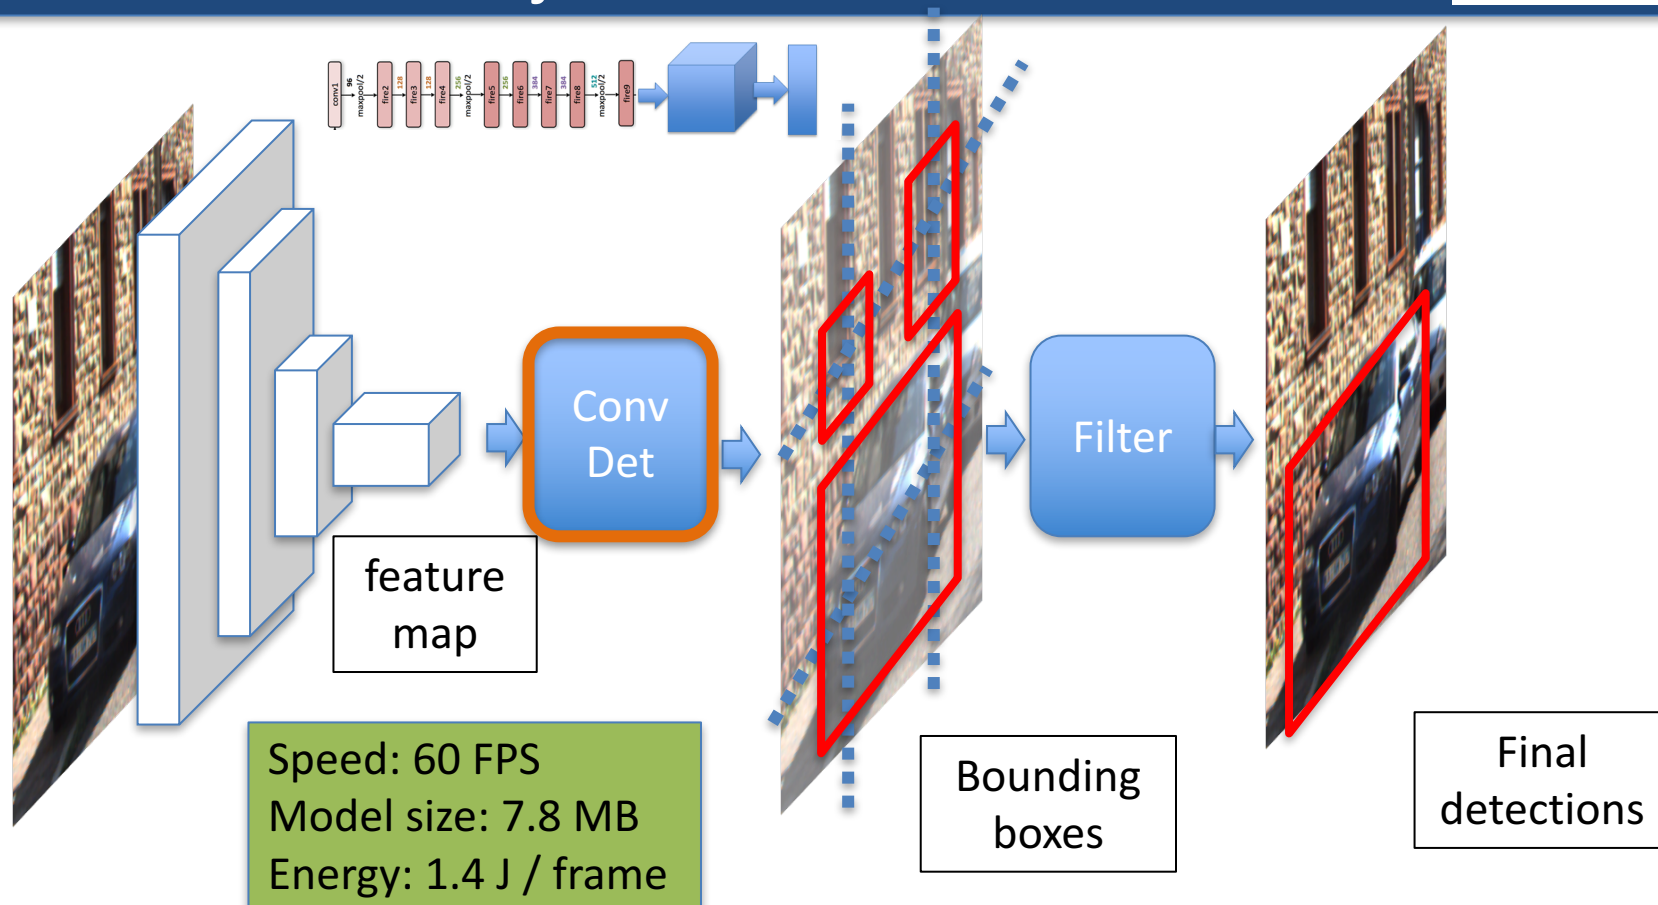 conv1
96
maxpool/2
fire2
128
fire3
128
fire4
256
maxpool/2
fire5
256
fire6
384
fire7
384
fire8
512
maxpool/2
fire9
Conv
Det
Filter
feature
map
Speed: 60 FPS
Model size: 7.8 MB
Energy: 1.4 J / frame
Bounding
boxes
Final
detections